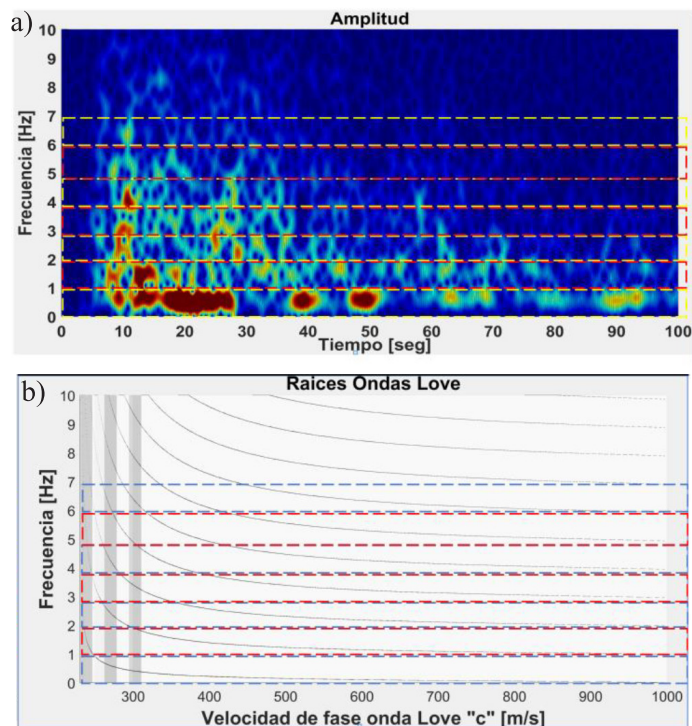 a)
Amplitud
Frecuencia [Hz]
10
9
8
7
6
5
4
3
2
1
0
0 10 20 30 40 50 60 70 80 90 100
Tiempo [seg]
b)
Raices Ondas Love
Frecuencia [Hz]
10
9
8
7
6
5
4
3
2
1
0
300 400 500 600 700 800 900 1000
Velocidad de fase onda Love "c" [m/s]